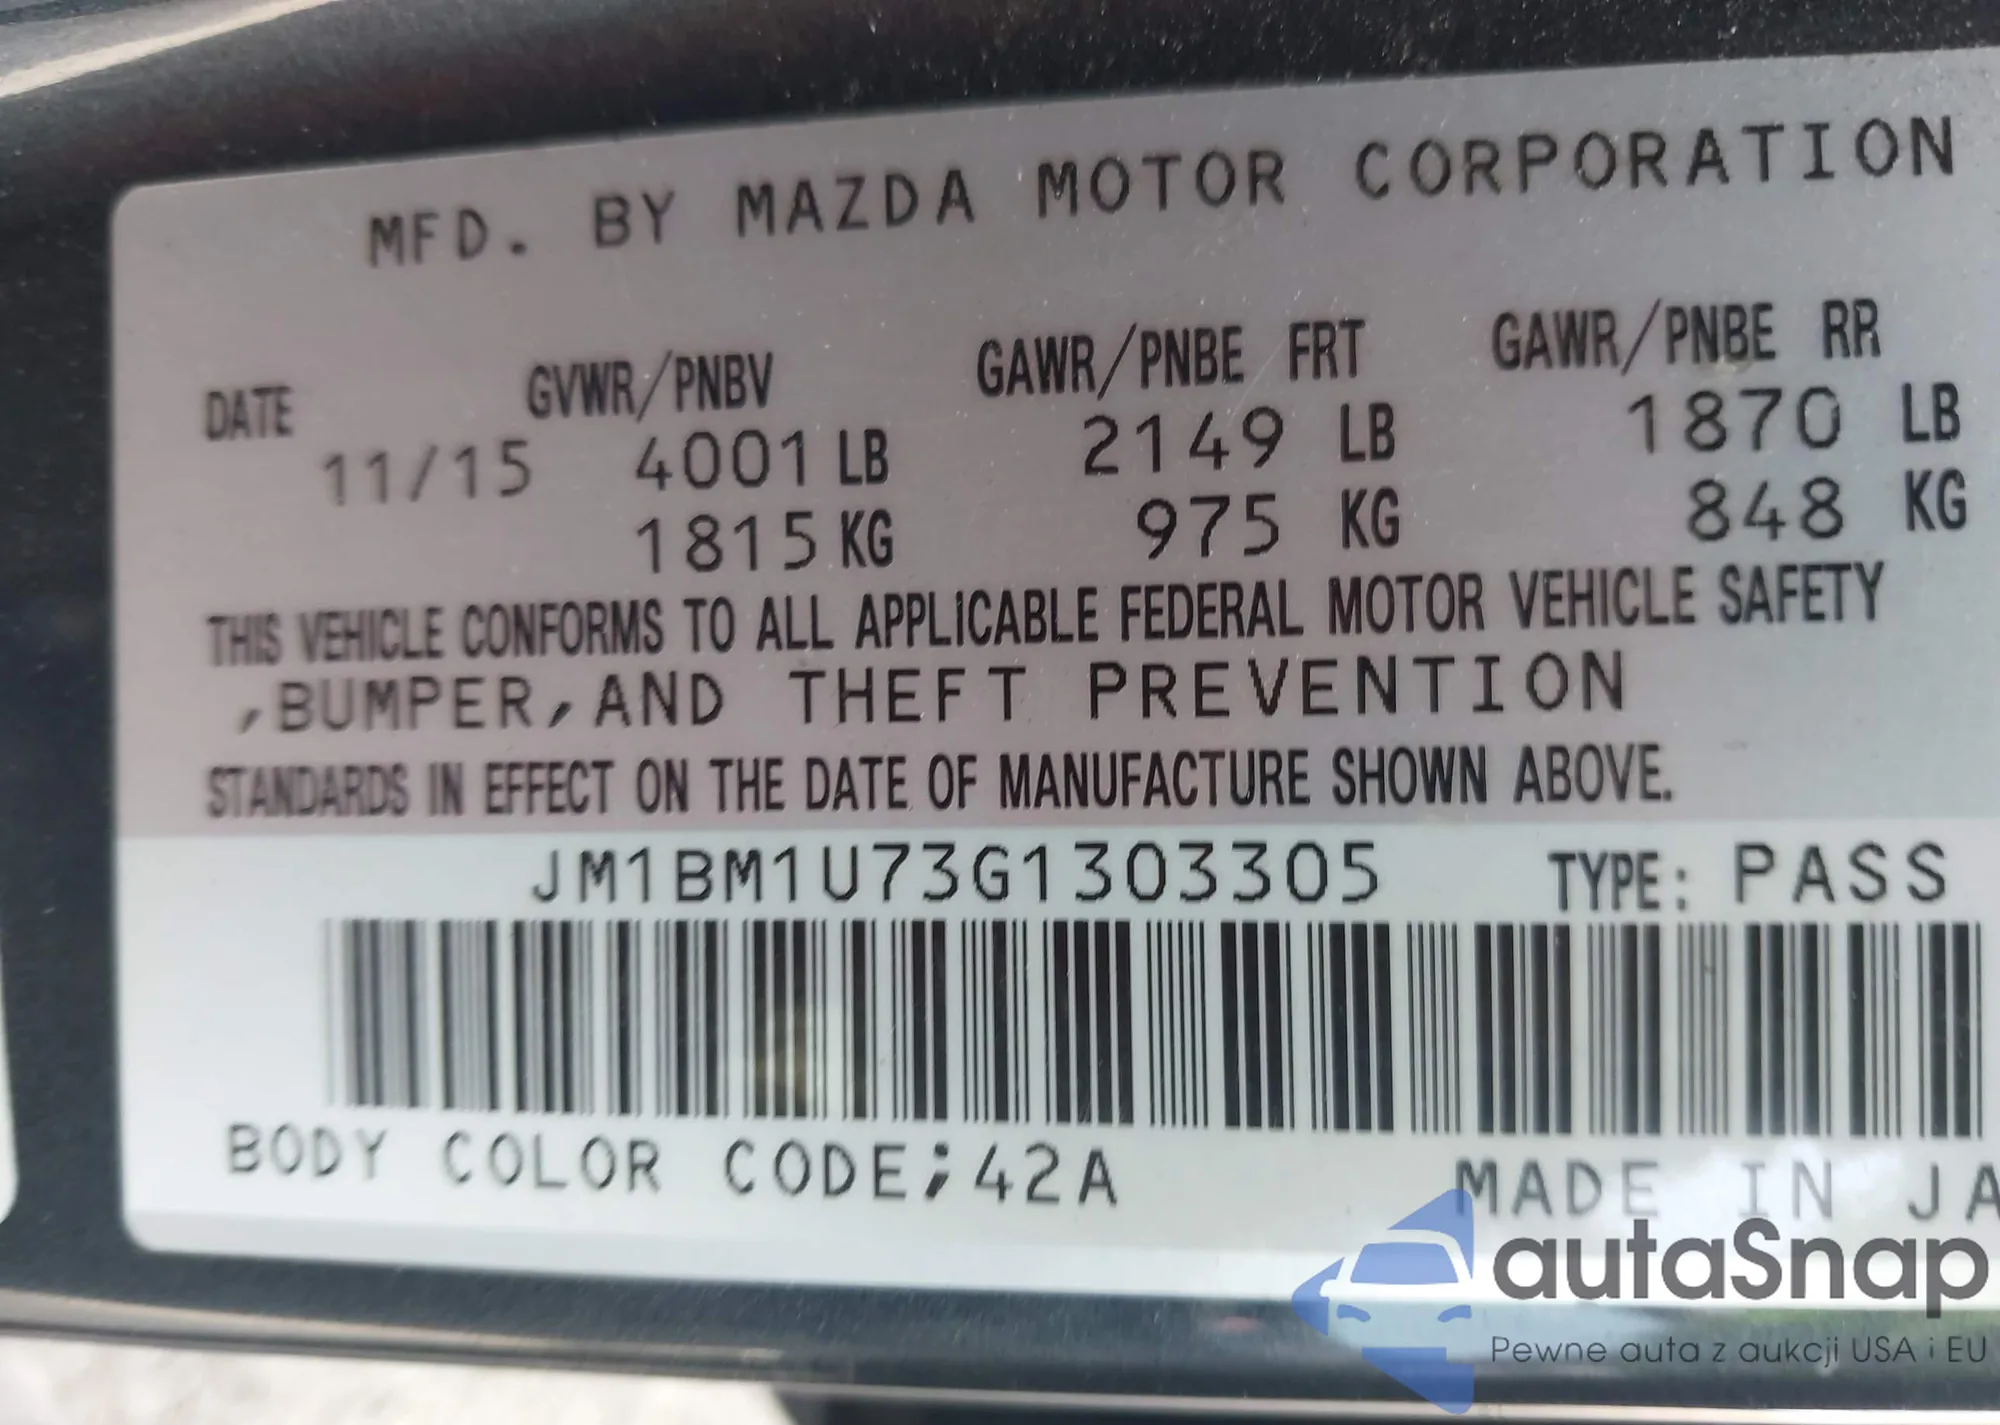 MFD. BY MAZDA MOTOR CORPORATION
DATE GVWR/PNBV GAWR/PNBE FRT GAWR/PNBE RR
11/15 4001 LB 2149 LB 1870 LB
1815 KG 975 KG 848 KG
THIS VEHICLE CONFORMS TO ALL APPLICABLE FEDERAL MOTOR VEHICLE SAFETY
,BUMPER,AND THEFT PREVENTION
STANDARDS IN EFFECT ON THE DATE OF MANUFACTURE SHOWN ABOVE.
JM1BM1U73G1303305 TYPE: PASS
BODY COLOR CODE;42A MADE IN JA
autaSnap
Pewne auta z aukcji USA i EU